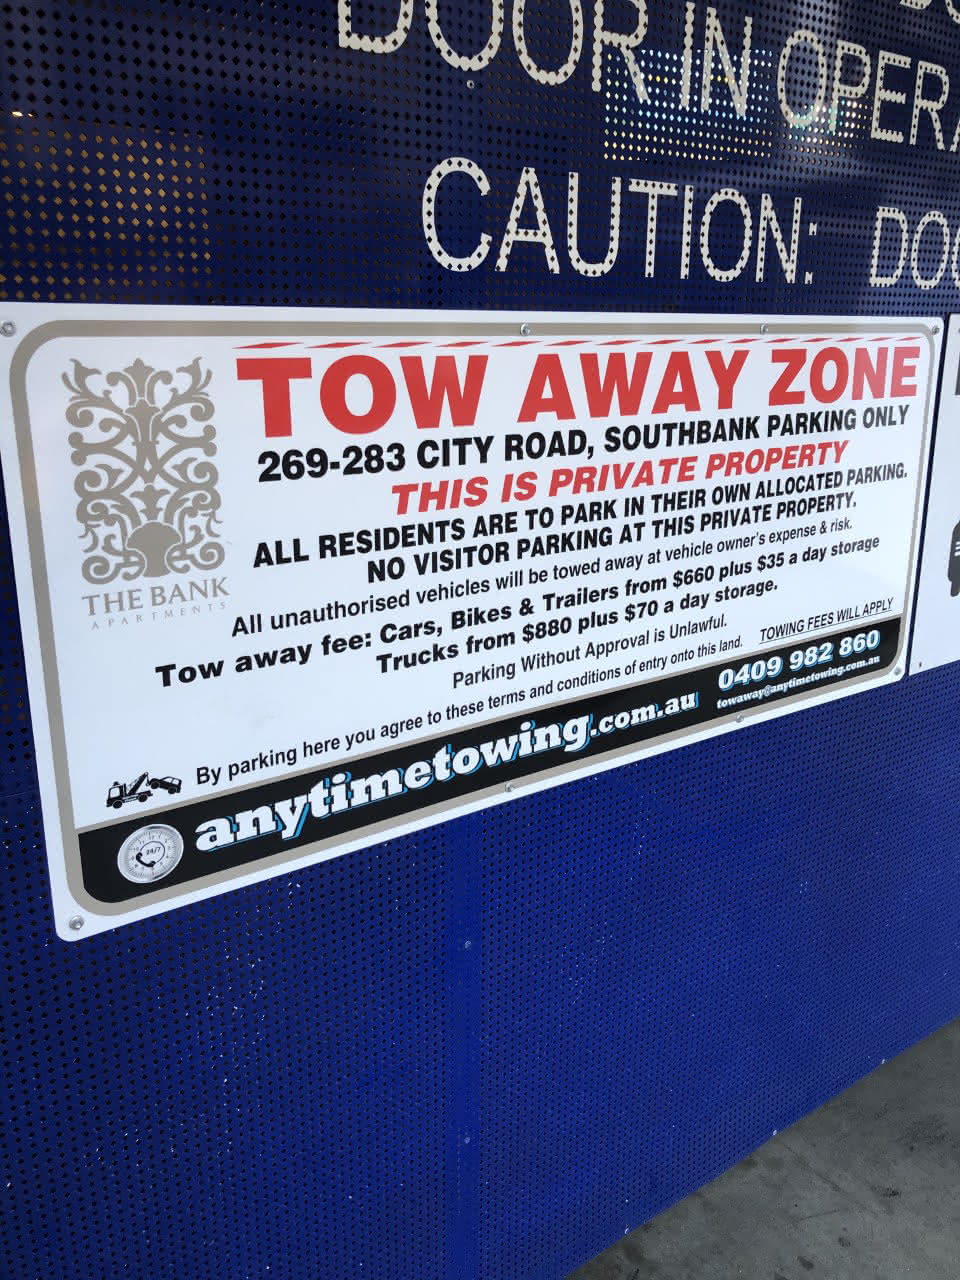 DOOR IN OPERA
CAUTION: DO
TOW AWAY ZONE
269-283 CITY ROAD, SOUTHBANK PARKING ONLY
THIS IS PRIVATE PROPERTY
ALL RESIDENTS ARE TO PARK IN THEIR OWN ALLOCATED PARKING.
NO VISITOR PARKING AT THIS PRIVATE PROPERTY.
THE BANK
APARTMENTS
All unauthorised vehicles will be towed away at vehicle owner's expense & risk.
Tow away fee: Cars, Bikes & Trailers from $660 plus $35 a day storage
Trucks from $880 plus $70 a day storage.
Parking Without Approval is Unlawful.
TOWING FEES WILL APPLY
By parking here you agree to these terms and conditions of entry onto this land.
24/7
anytimetowing.com.au
0409 982 860
towaway@anytimetowing.com.au